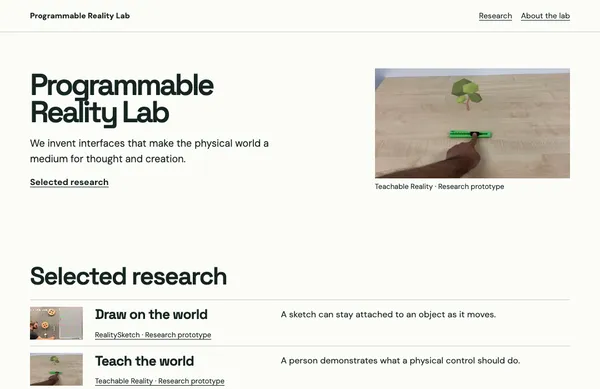 Programmable Reality Lab
Research
About the lab
Programmable
Reality Lab
We invent interfaces that make the physical world a
medium for thought and creation.
Selected research
Teachable Reality · Research prototype
Selected research
Draw on the world
RealitySketch · Research prototype
A sketch can stay attached to an object as it moves.
Teach the world
Teachable Reality · Research prototype
A person demonstrates what a physical control should do.